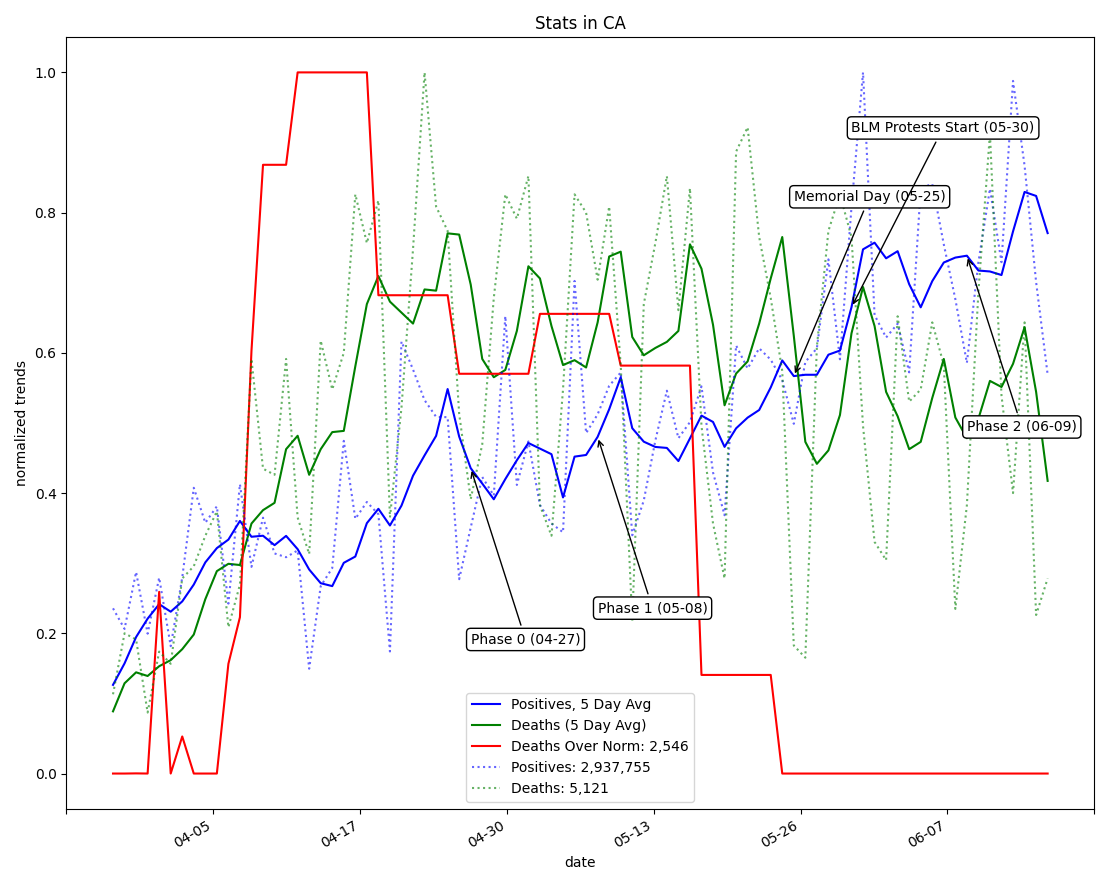 Stats in CA
normalized trends
1.0
0.8
0.6
0.4
0.2
0.0
BLM Protests Start (05-30)
Memorial Day (05-25)
Phase 2 (06-09)
Phase 1 (05-08)
Phase 0 (04-27)
Positives, 5 Day Avg
Deaths (5 Day Avg)
Deaths Over Norm: 2,546
Positives: 2,937,755
Deaths: 5,121
04-05
04-17
04-30
05-13
05-26
06-07
date